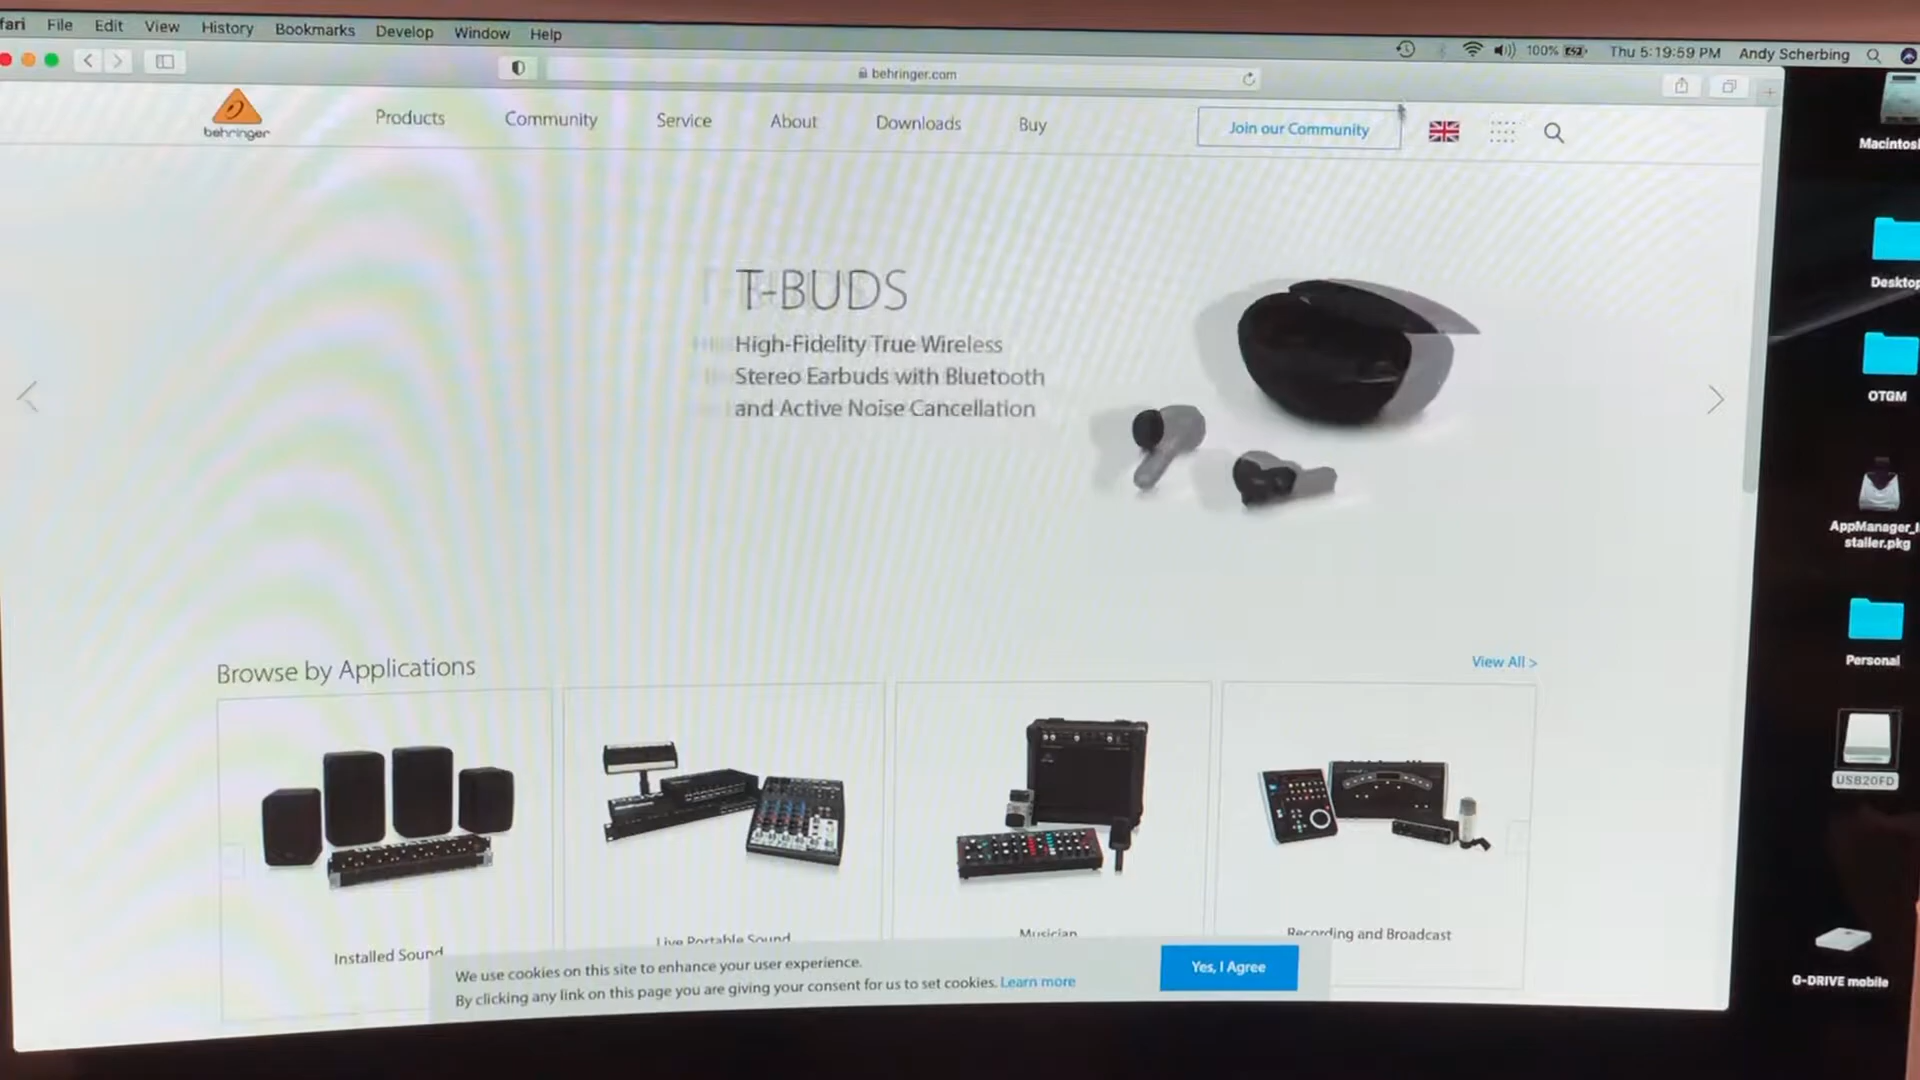 fari File Edit View History Bookmarks Develop Window Help
100% Thu 5:19:59 PM Andy Scherbing
behringer.com
behringer
Products Community Service About Downloads Buy
Join our Community
T-BUDS
High-Fidelity True Wireless
Stereo Earbuds with Bluetooth
and Active Noise Cancellation
Browse by Applications
View All >
Installed Sound
Live Portable Sound
Musician
Recording and Broadcast
We use cookies on this site to enhance your user experience.
By clicking any link on this page you are giving your consent for us to set cookies. Learn more
Yes, I Agree
Macintosh
Desktop
OTGM
AppManager_I
staller.pkg
Personal
USB20FD
G-DRIVE mobile